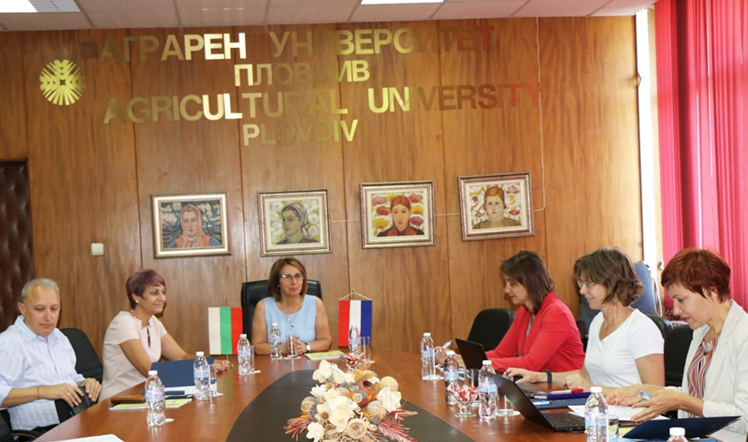 АГРАРЕН УНИВЕРСИТЕТ
ПЛОВДИВ
AGRICULTURAL UNIVERSITY
PLOVDIV